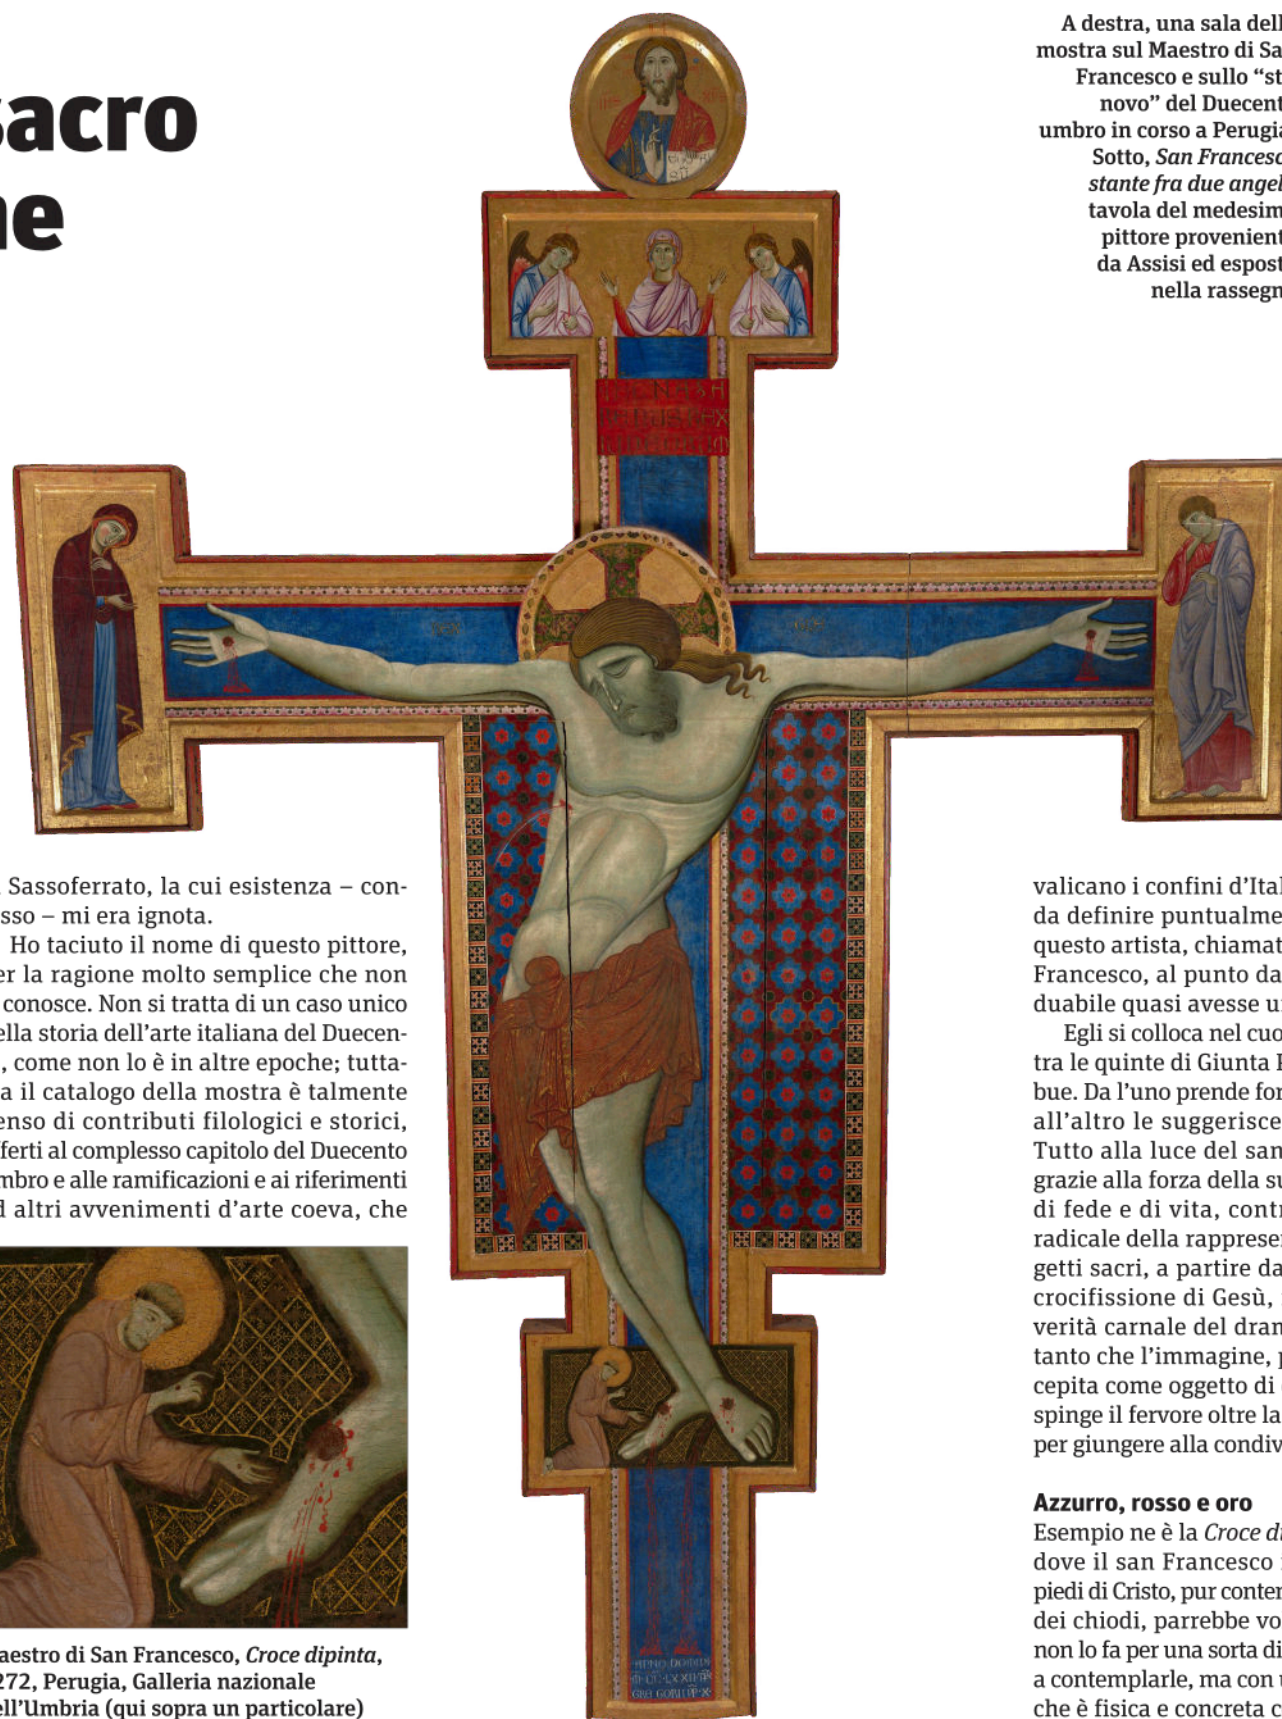 sacro
ne
A destra, una sala dell
mostra sul Maestro di Sa
Francesco e sullo “st
novo” del Duecent
umbro in corso a Perugia
Sotto, San Francesc
stante fra due angel
tavola del medesim
pittore provenient
da Assisi ed espost
nella rassegn
Sassoferrato, la cui esistenza – con-
sso – mi era ignota.
Ho taciuto il nome di questo pittore,
er la ragione molto semplice che non
conosce. Non si tratta di un caso unico
ella storia dell'arte italiana del Duecen-
, come non lo è in altre epoche; tutta-
a il catalogo della mostra è talmente
enso di contributi filologici e storici,
fferti al complesso capitolo del Duecento
mbro e alle ramificazioni e ai riferimenti
d altri avvenimenti d'arte coeva, che
aestro di San Francesco, Croce dipinta,
272, Perugia, Galleria nazionale
ell'Umbria (qui sopra un particolare)
ANNO DOMINI
GRE GORII PP X
valicano i confini d'Ital
da definire puntualme
questo artista, chiamat
Francesco, al punto da
duabile quasi avesse u
Egli si colloca nel cuo
tra le quinte di Giunta P
bue. Da l'uno prende for
all'altro le suggerisce
Tutto alla luce del san
grazie alla forza della su
di fede e di vita, contr
radicale della rappresen
getti sacri, a partire da
crocifissione di Gesù,
verità carnale del dram
tanto che l'immagine, p
cepita come oggetto di
spinge il fervore oltre la
per giungere alla condiv
Azzurro, rosso e oro
Esempio ne è la Croce di
dove il san Francesco
piedi di Cristo, pur conter
dei chiodi, parrebbe vo
non lo fa per una sorta di
a contemplarle, ma con u
che è fisica e concreta c